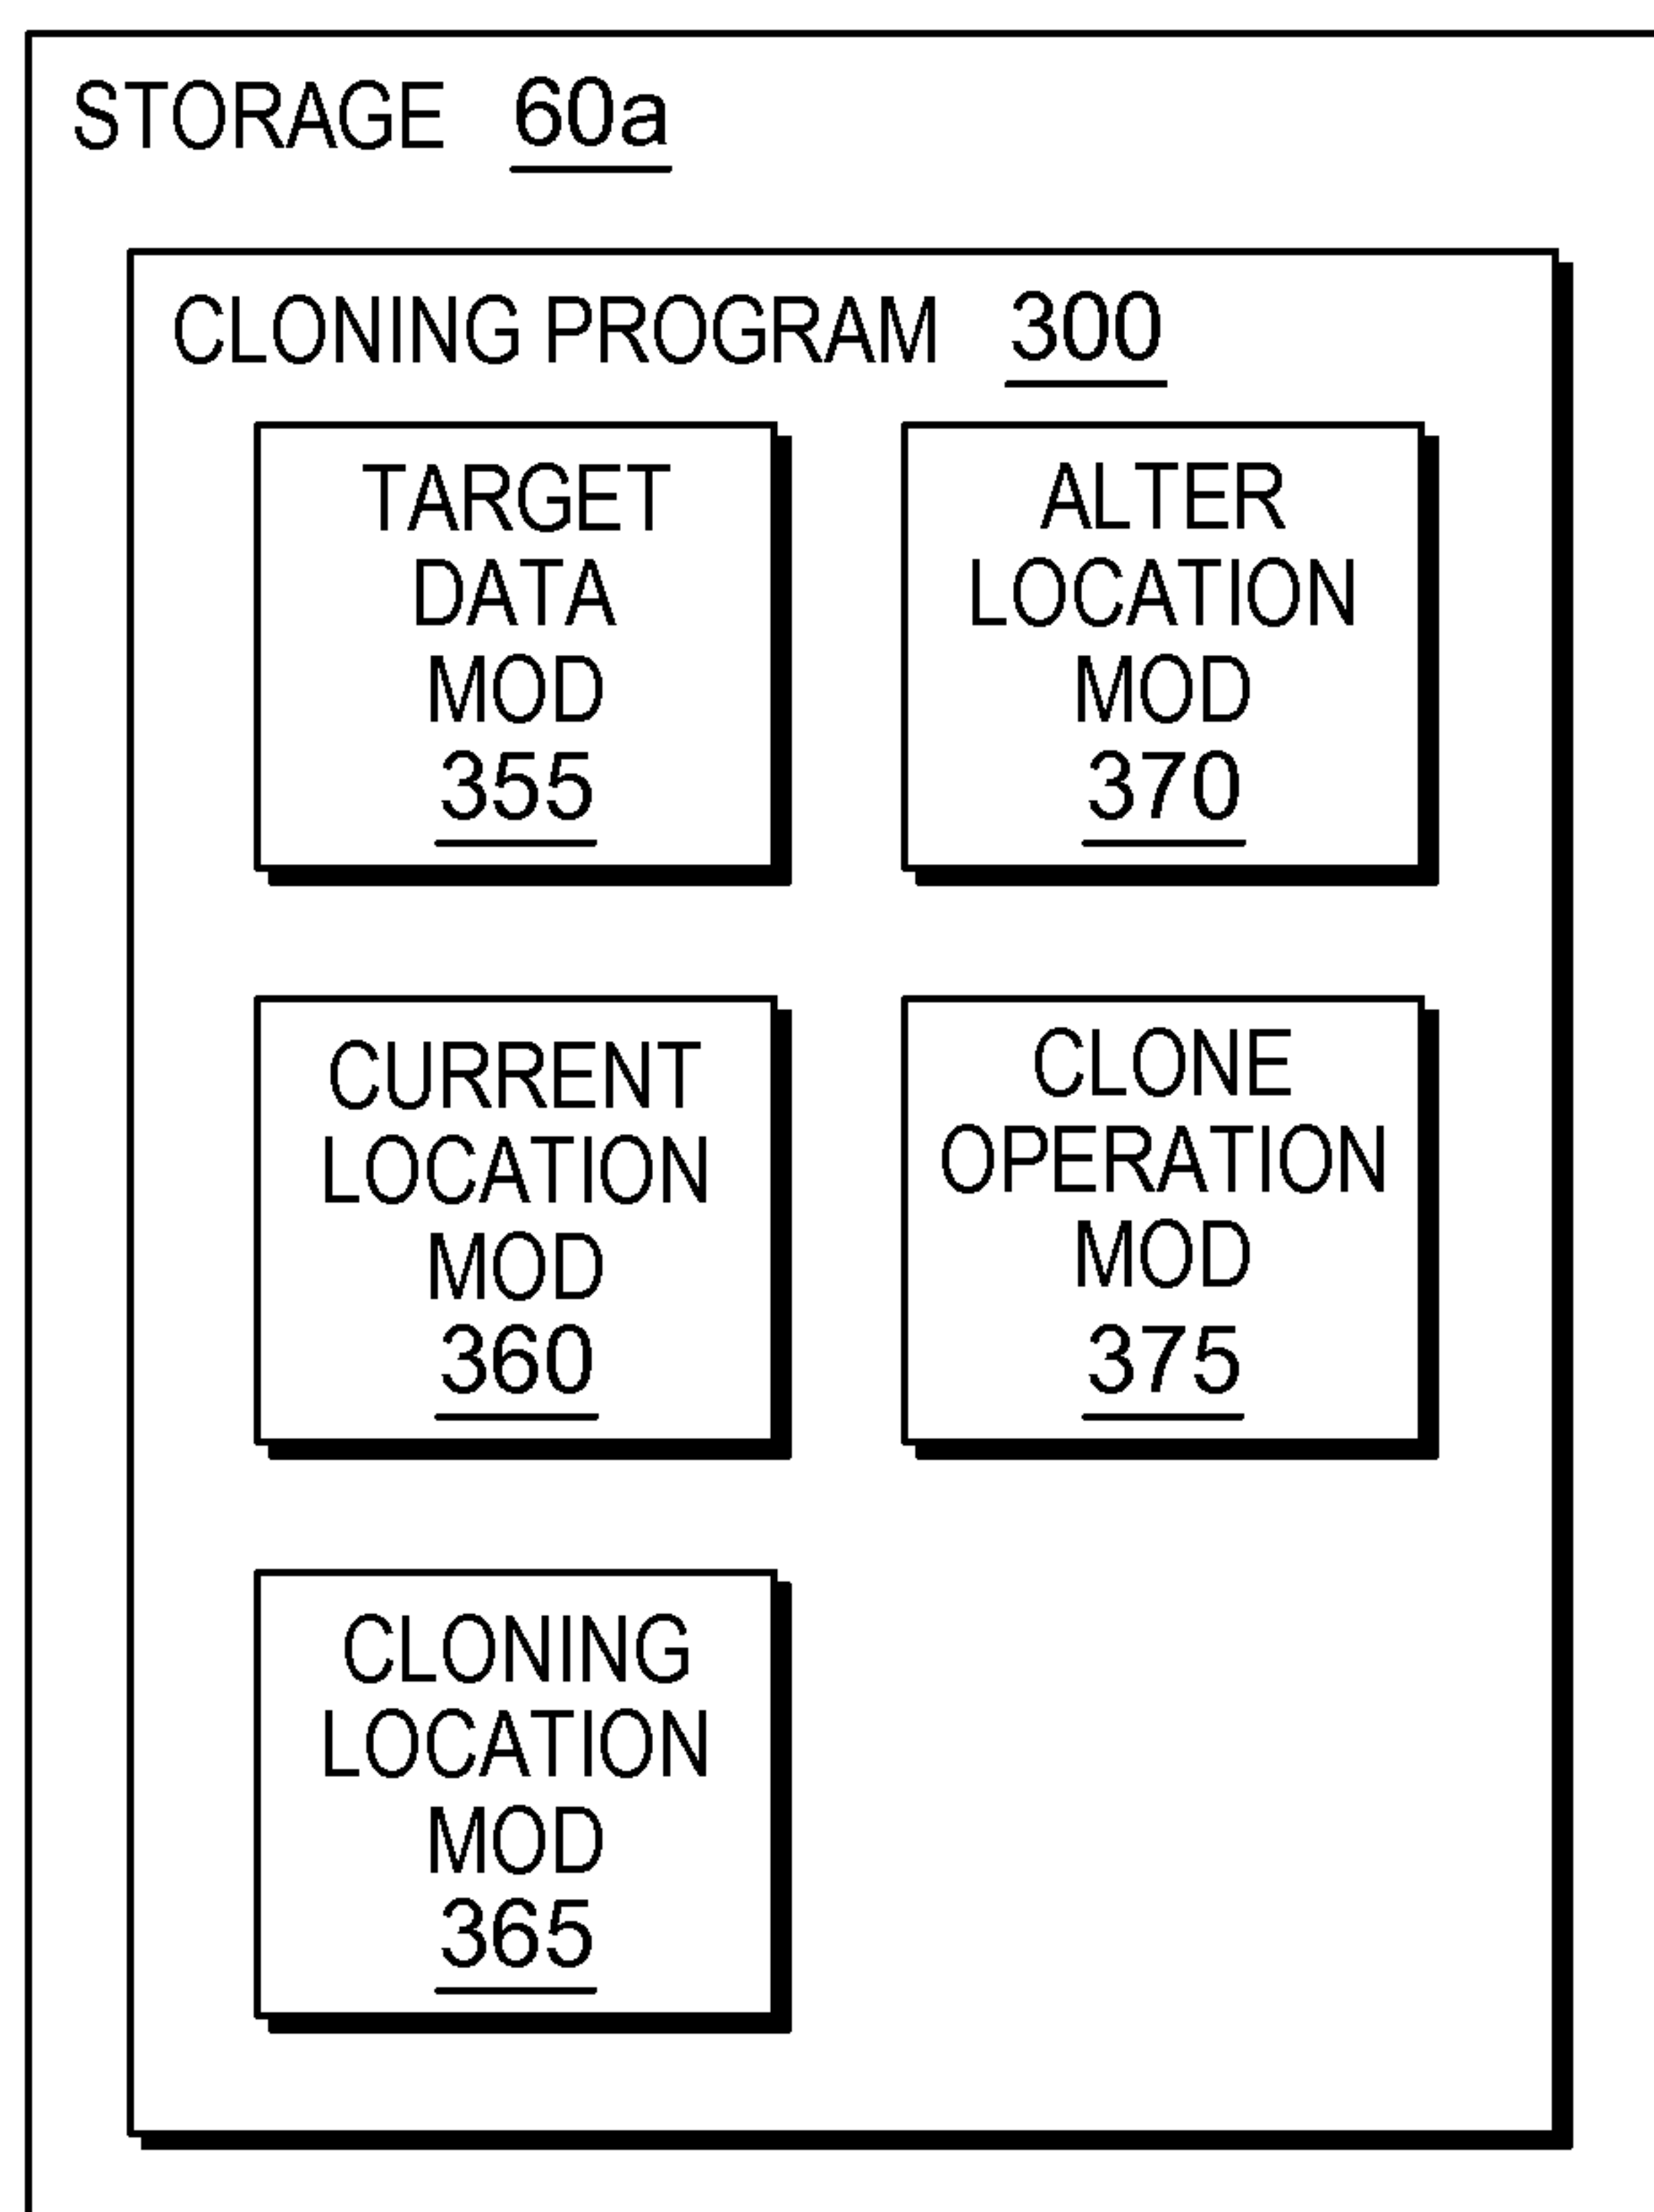 STORAGE 60a
CLONING PROGRAM 300
TARGET
DATA
MOD
355
ALTER
LOCATION
MOD
370
CURRENT
LOCATION
MOD
360
CLONE
OPERATION
MOD
375
CLONING
LOCATION
MOD
365